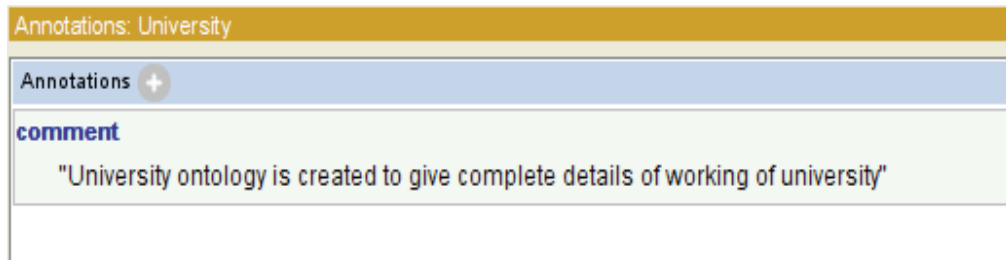 Annotations: University
Annotations +
comment
"University ontology is created to give complete details of working of university"